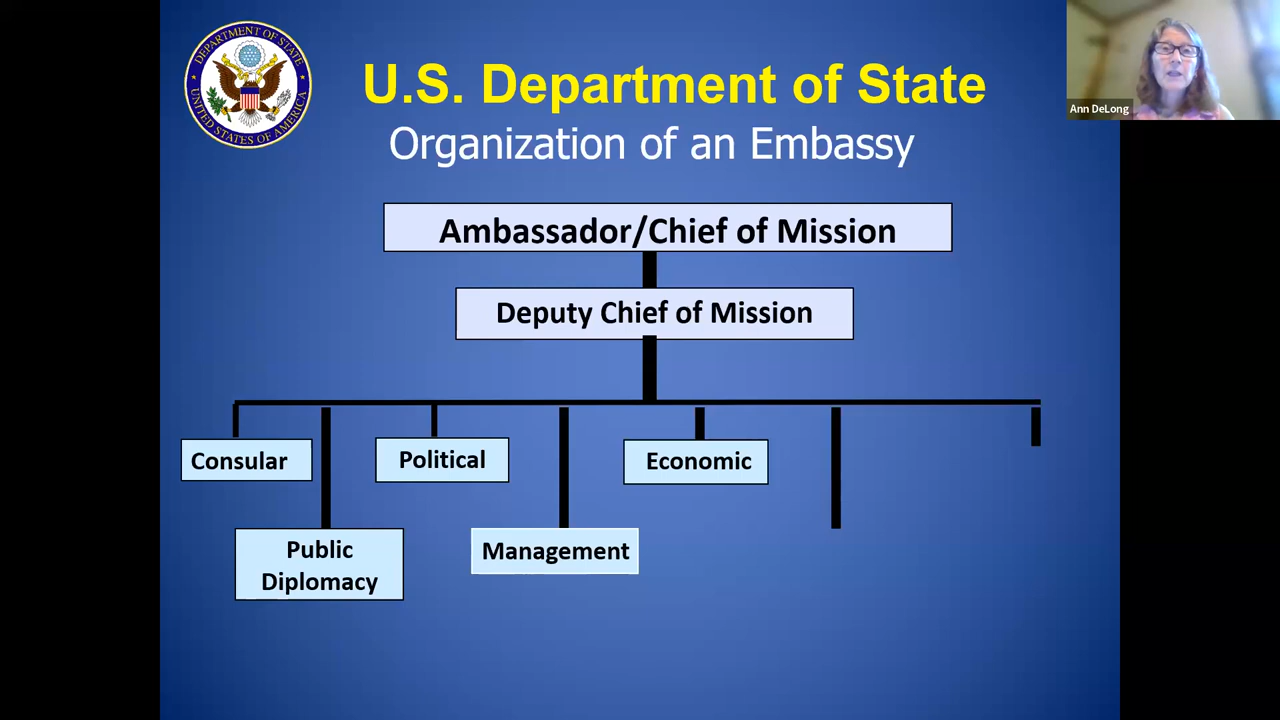 DEPARTMENT OF STATE
UNITED STATES OF AMERICA
U.S. Department of State
Organization of an Embassy
Ann DeLong
Ambassador/Chief of Mission
Deputy Chief of Mission
Consular
Political
Economic
Public
Diplomacy
Management